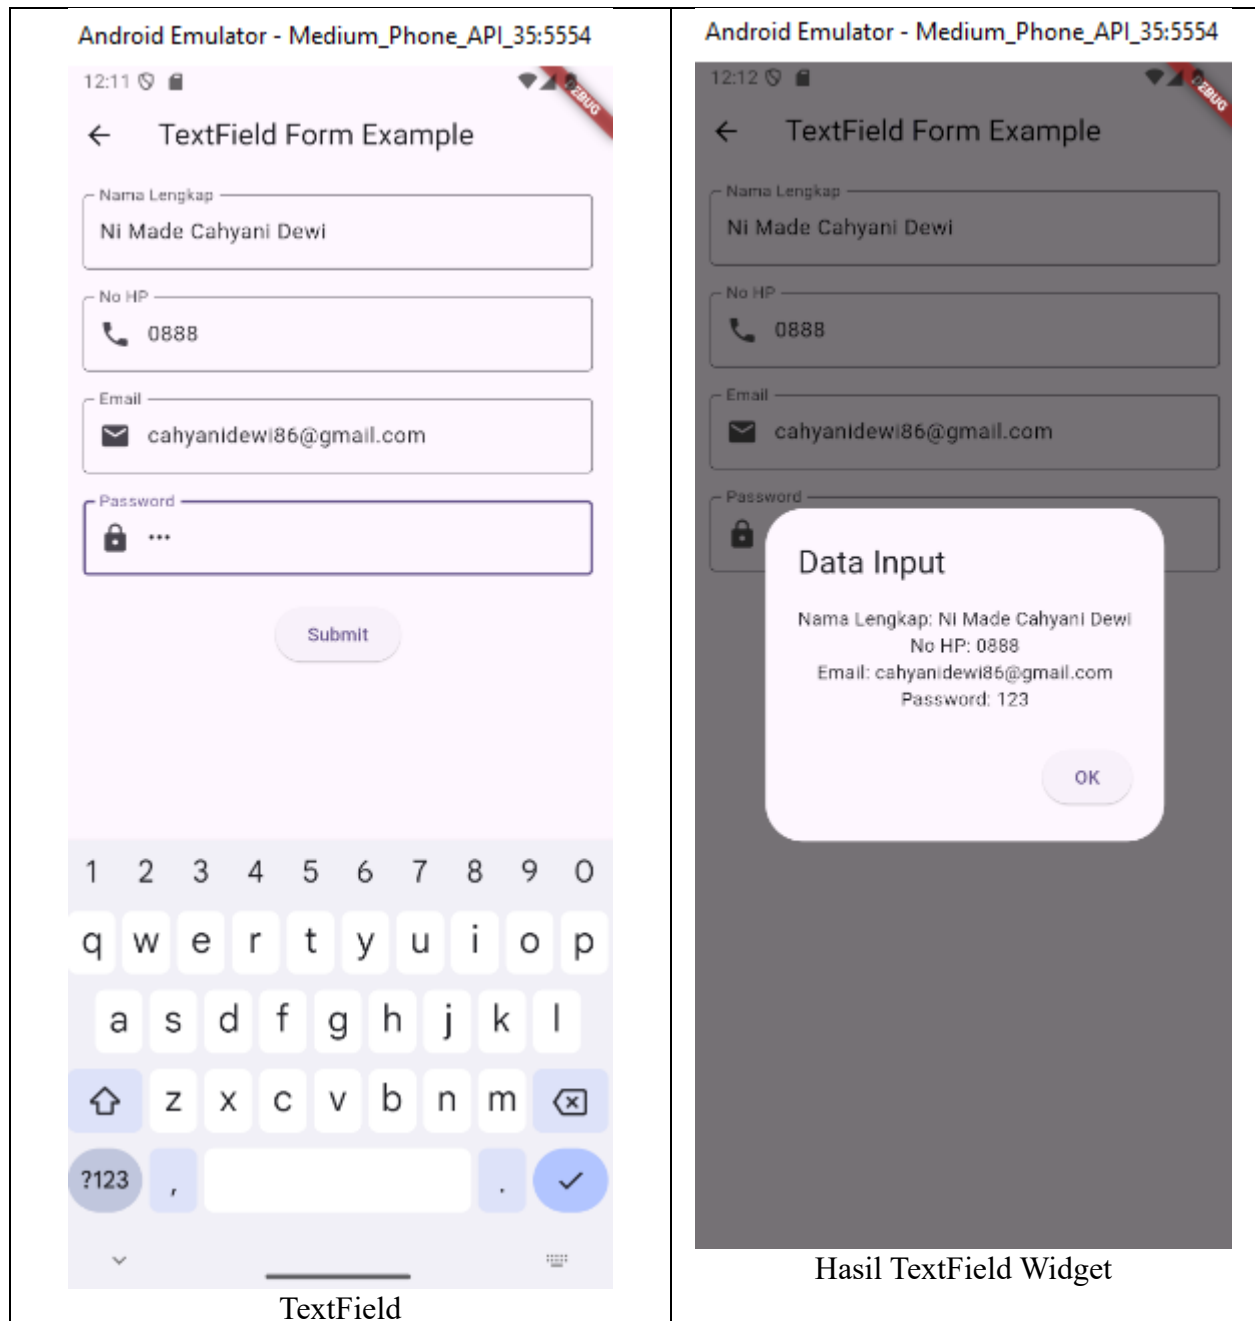 Android Emulator - Medium_Phone_API_35:5554
12:11
DEBUG
TextField Form Example
Nama Lengkap
Ni Made Cahyani Dewi
No HP
0888
Email
cahyanidewi86@gmail.com
Password
•••
Submit
1 2 3 4 5 6 7 8 9 0
q w e r t y u i o p
a s d f g h j k l
z x c v b n m
?123 , .
TextField
Android Emulator - Medium_Phone_API_35:5554
12:12
DEBUG
TextField Form Example
Nama Lengkap
Ni Made Cahyani Dewi
No HP
0888
Email
cahyanidewi86@gmail.com
Password
Data Input
Nama Lengkap: Ni Made Cahyani Dewi
No HP: 0888
Email: cahyanidewi86@gmail.com
Password: 123
OK
Hasil TextField Widget